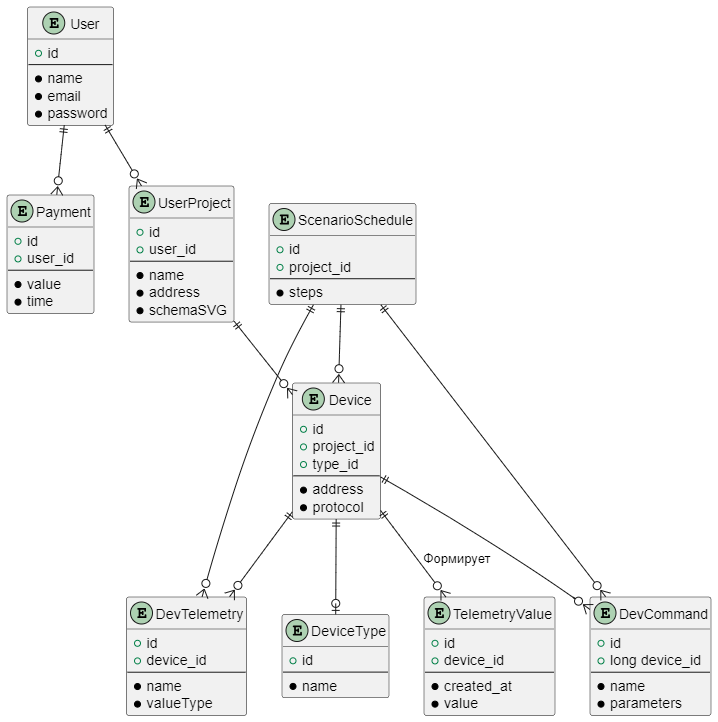 E User
id
name
email
password
E Payment
id
user_id
value
time
E UserProject
id
user_id
name
address
schemaSVG
E ScenarioSchedule
id
project_id
steps
E Device
id
project_id
type_id
address
protocol
Формирует
E DevTelemetry
id
device_id
name
valueType
E DeviceType
id
name
E TelemetryValue
id
device_id
created_at
value
E DevCommand
id
long device_id
name
parameters